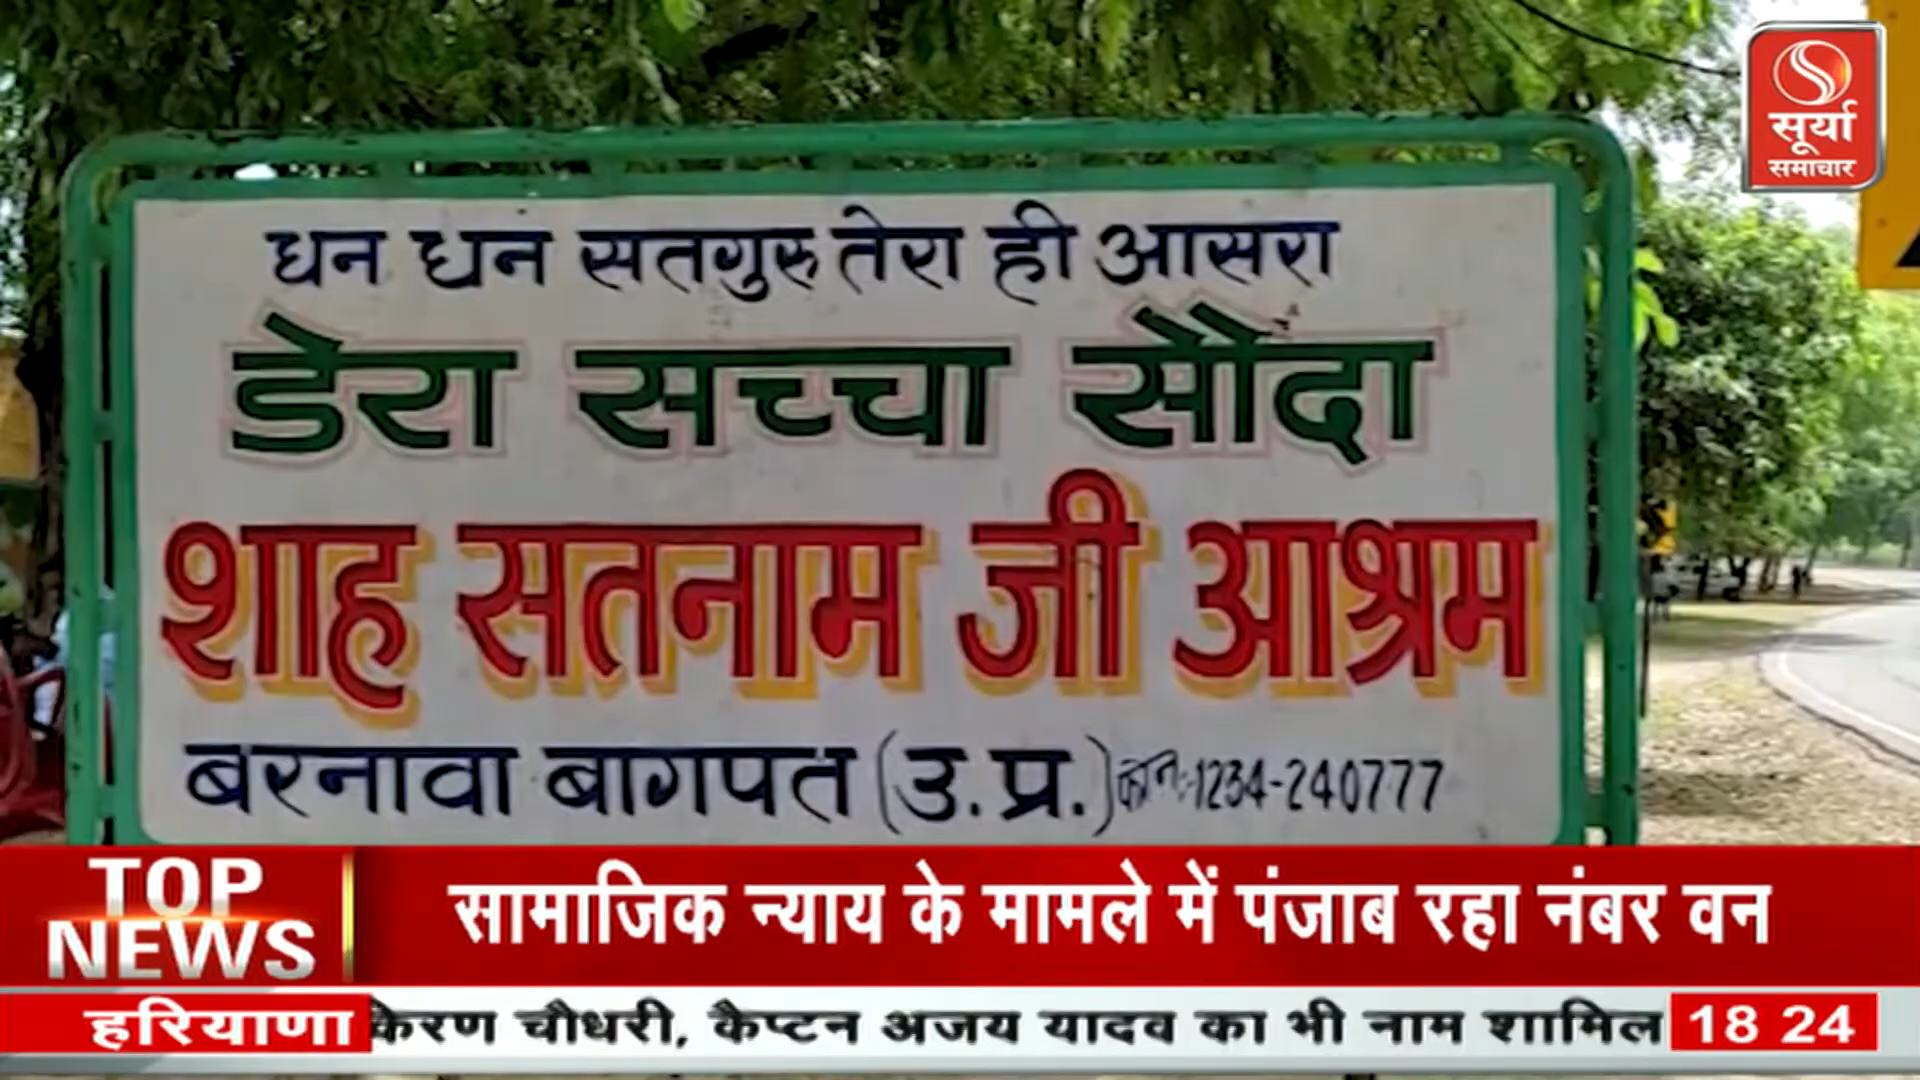 सूर्या
समाचार
धन धन सतगुरु तेरा ही आसरा
डेरा सच्चा सौदा
शाह सतनाम जी आश्रम
बरनावा बागपत (उ.प्र.) फोन:-1234-240777
TOP
NEWS
सामाजिक न्याय के मामले में पंजाब रहा नंबर वन
हरियाणा किरण चौधरी, कैप्टन अजय यादव का भी नाम शामिल 18 24